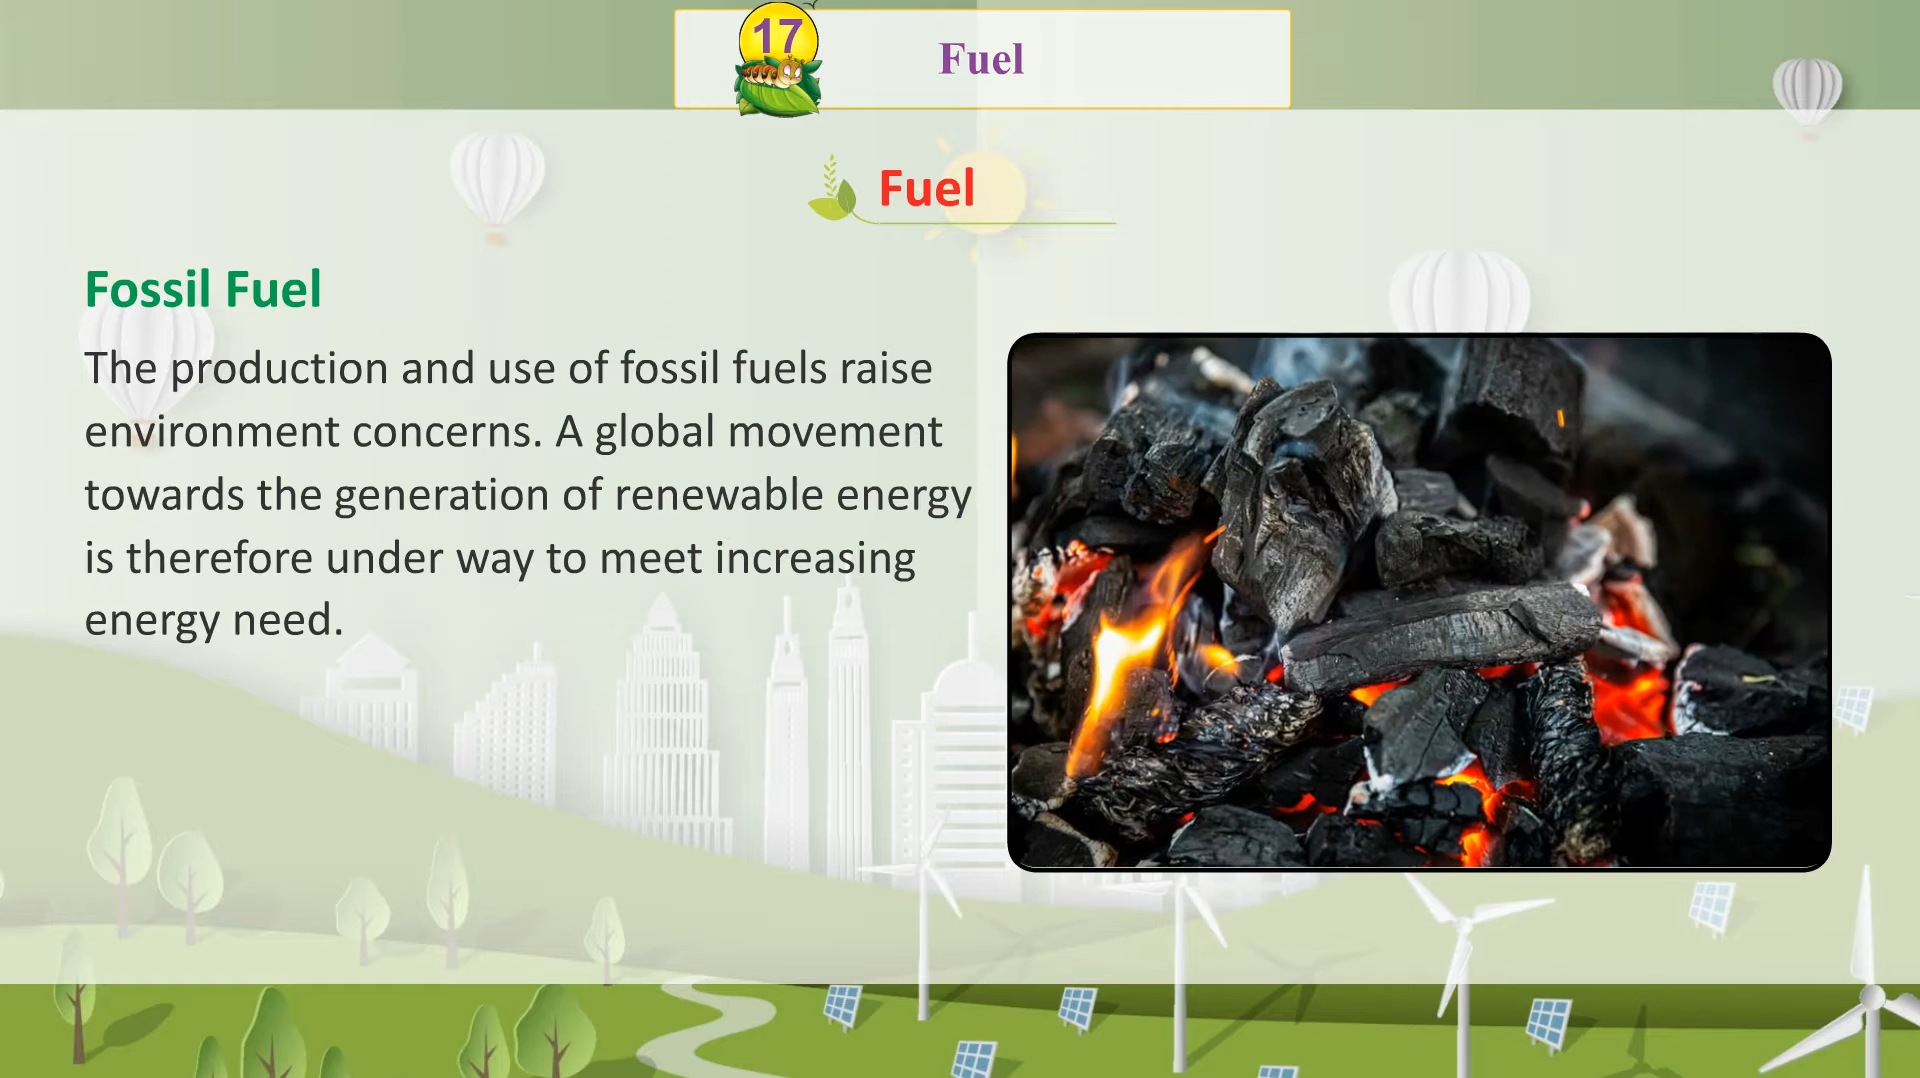 17
Fuel
Fuel
Fossil Fuel
The production and use of fossil fuels raise
environment concerns. A global movement
towards the generation of renewable energy
is therefore under way to meet increasing
energy need.